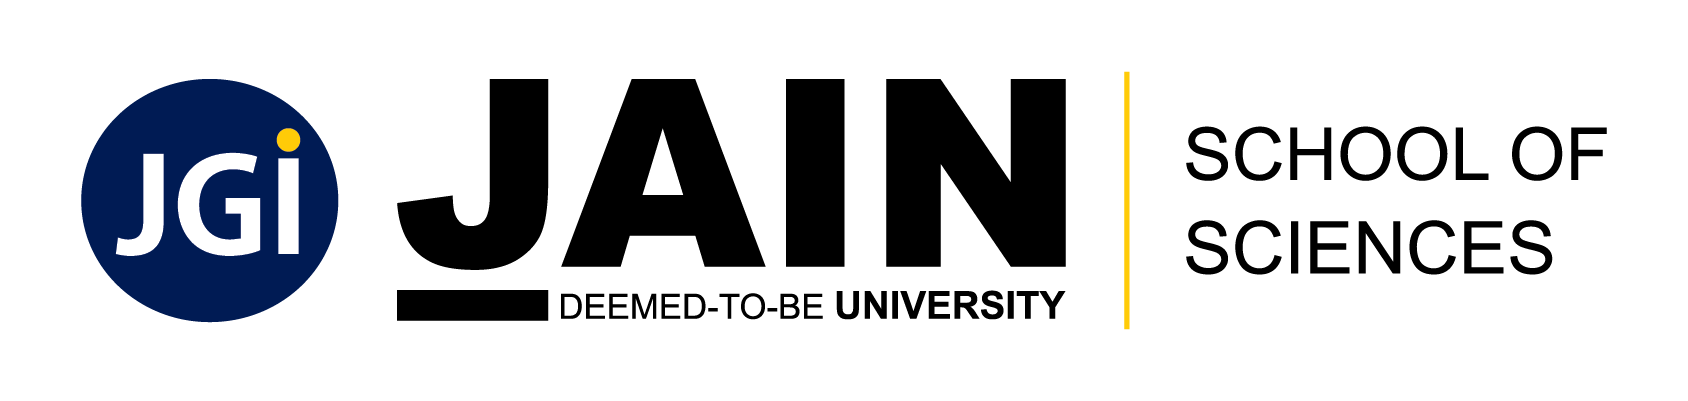 JGi
JAIN
DEEMED-TO-BE UNIVERSITY
SCHOOL OF
SCIENCES